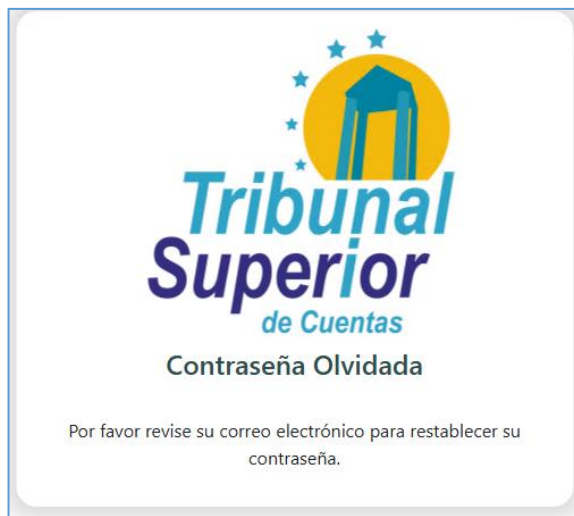 Tribunal
Superior
de Cuentas
Contraseña Olvidada
Por favor revise su correo electrónico para restablecer su
contraseña.